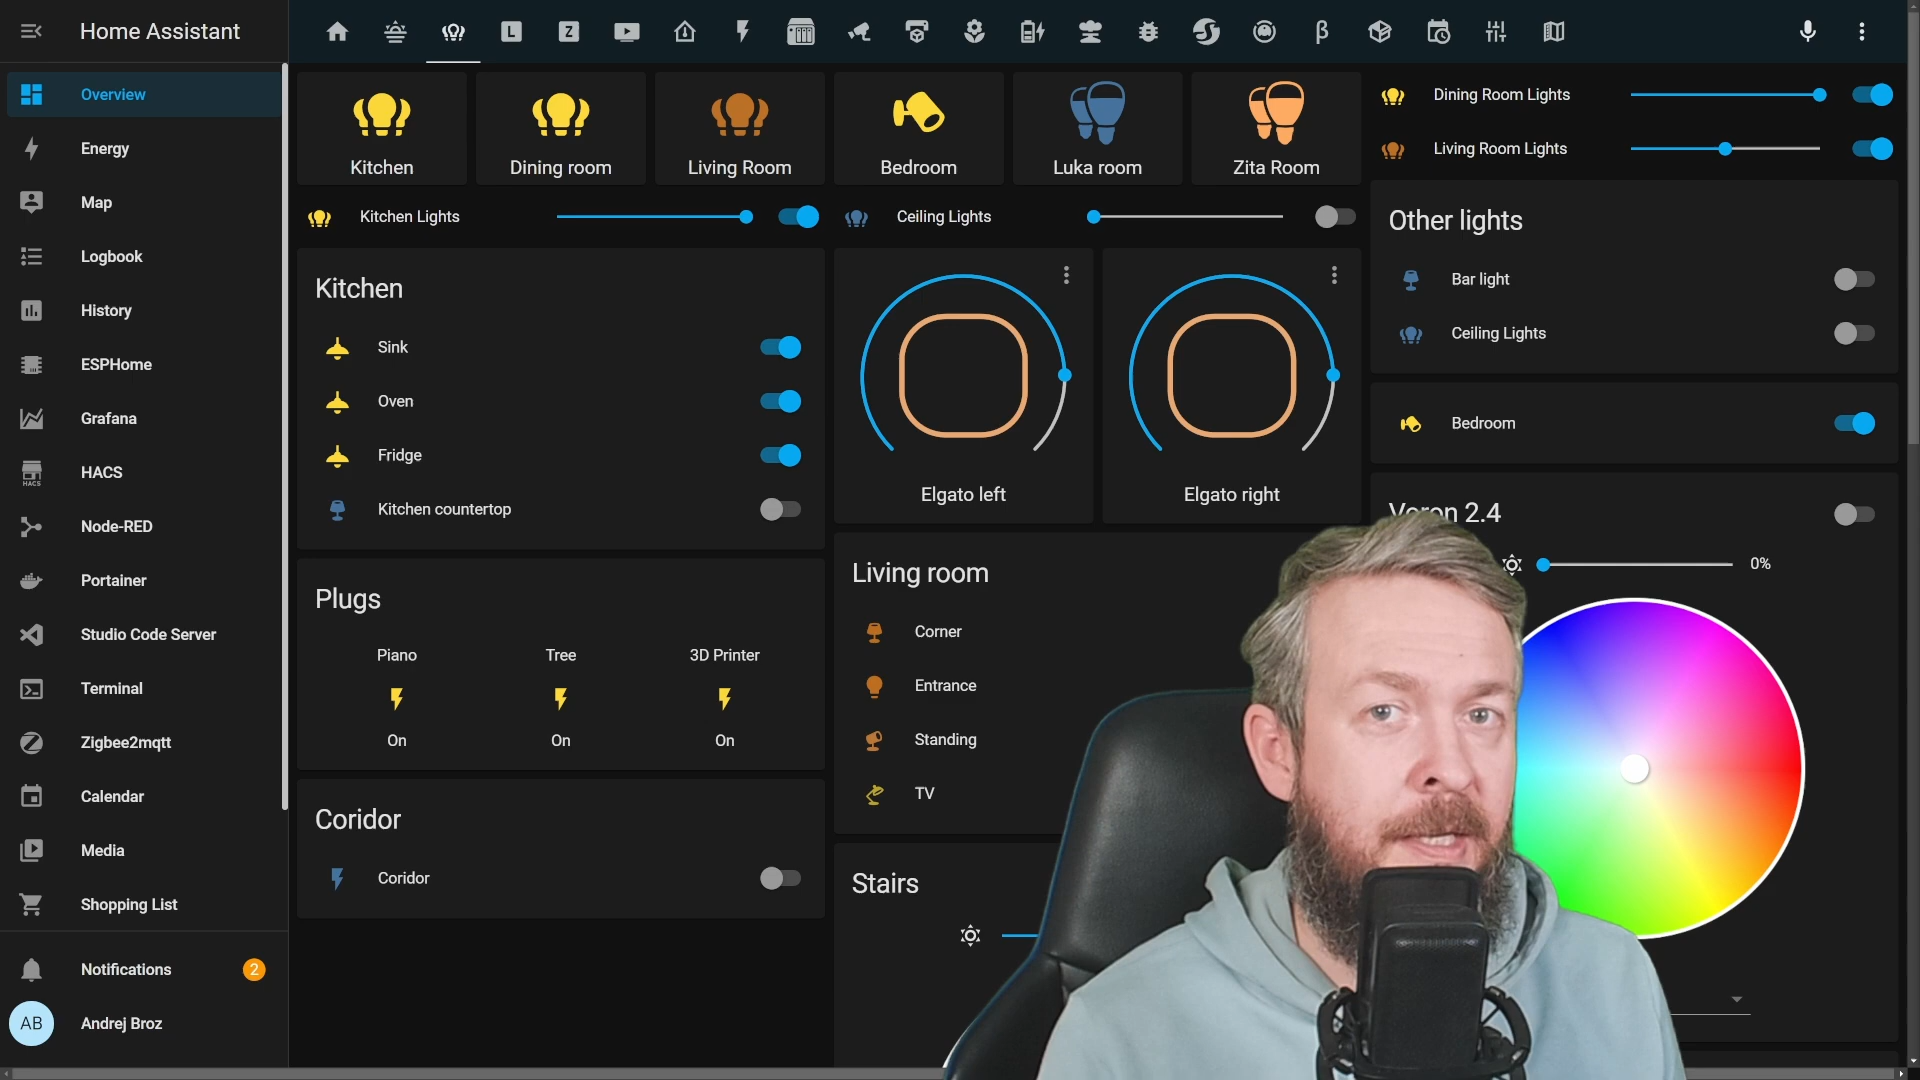 Home Assistant
L
Z
β
Overview
Energy
Map
Logbook
History
ESPHome
Grafana
HACS
HACS
Node-RED
Portainer
Studio Code Server
Terminal
Zigbee2mqtt
Calendar
Media
Shopping List
Notifications
2
AB
Andrej Broz
Kitchen
Dining room
Living Room
Bedroom
Luka room
Zita Room
Kitchen Lights
Ceiling Lights
Kitchen
Sink
Oven
Fridge
Kitchen countertop
Plugs
Piano
Tree
3D Printer
On
On
On
Coridor
Coridor
Elgato left
Elgato right
Living room
Corner
Entrance
Standing
TV
Stairs
Dining Room Lights
Living Room Lights
Other lights
Bar light
Ceiling Lights
Bedroom
Voron 2.4
0%